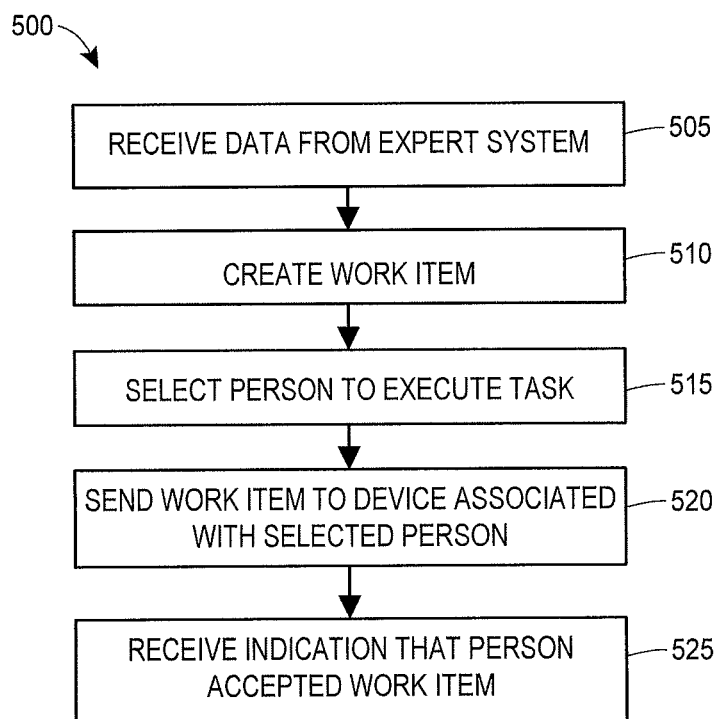 500
RECEIVE DATA FROM EXPERT SYSTEM
505
CREATE WORK ITEM
510
SELECT PERSON TO EXECUTE TASK
515
SEND WORK ITEM TO DEVICE ASSOCIATED
WITH SELECTED PERSON
520
RECEIVE INDICATION THAT PERSON
ACCEPTED WORK ITEM
525